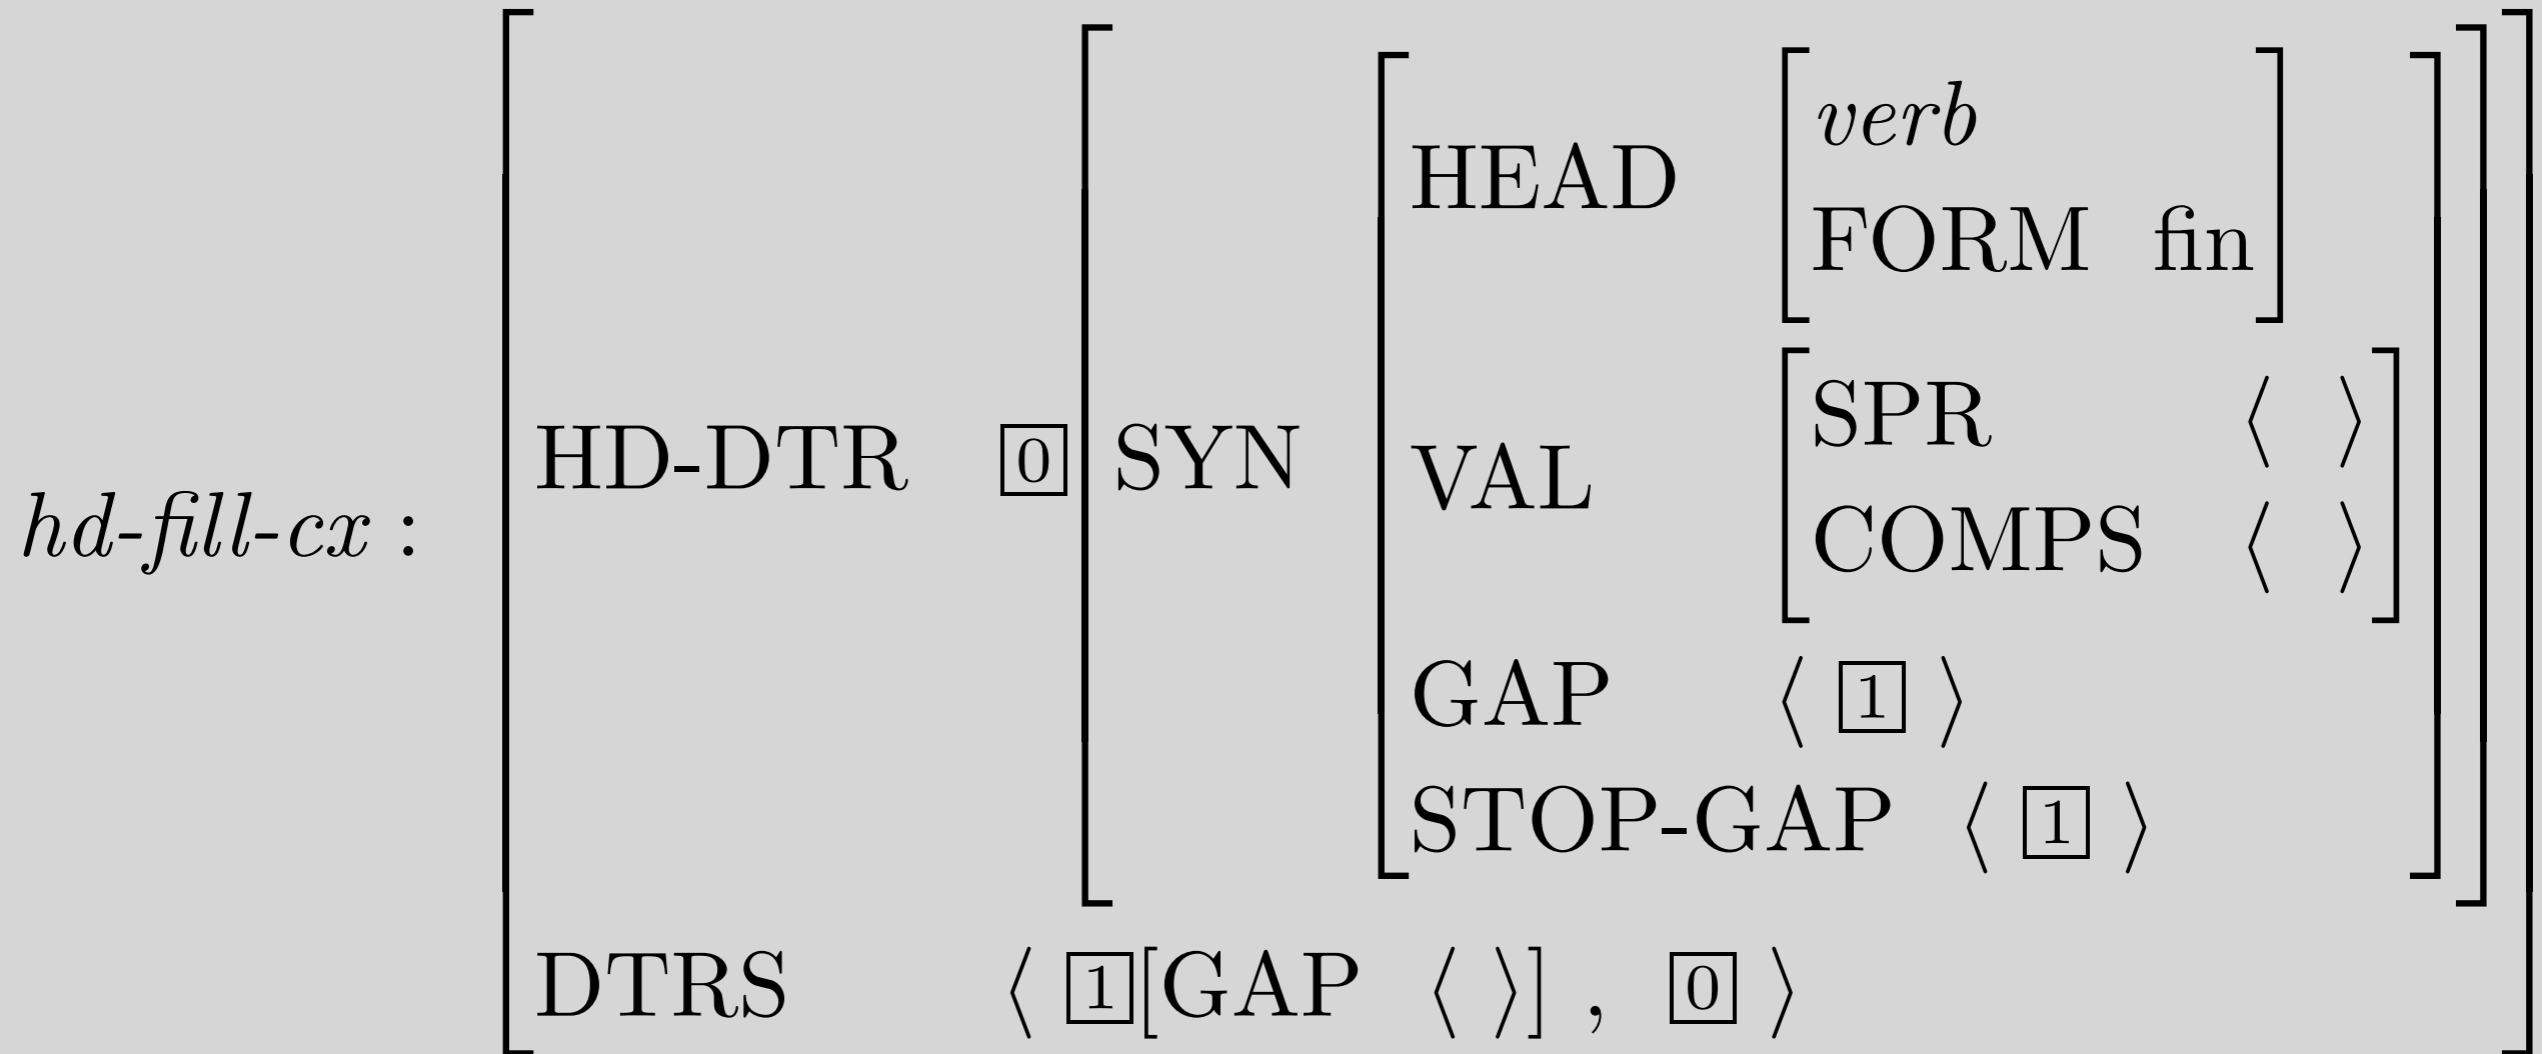 verb
HEAD
FORM fin
SPR ⟨ ⟩
HD-DTR 0 SYN VAL
hd-fill-cx :
COMPS ⟨ ⟩
GAP ⟨ 1 ⟩
STOP-GAP ⟨ 1 ⟩
DTRS ⟨ 1[GAP ⟨ ⟩] , 0 ⟩